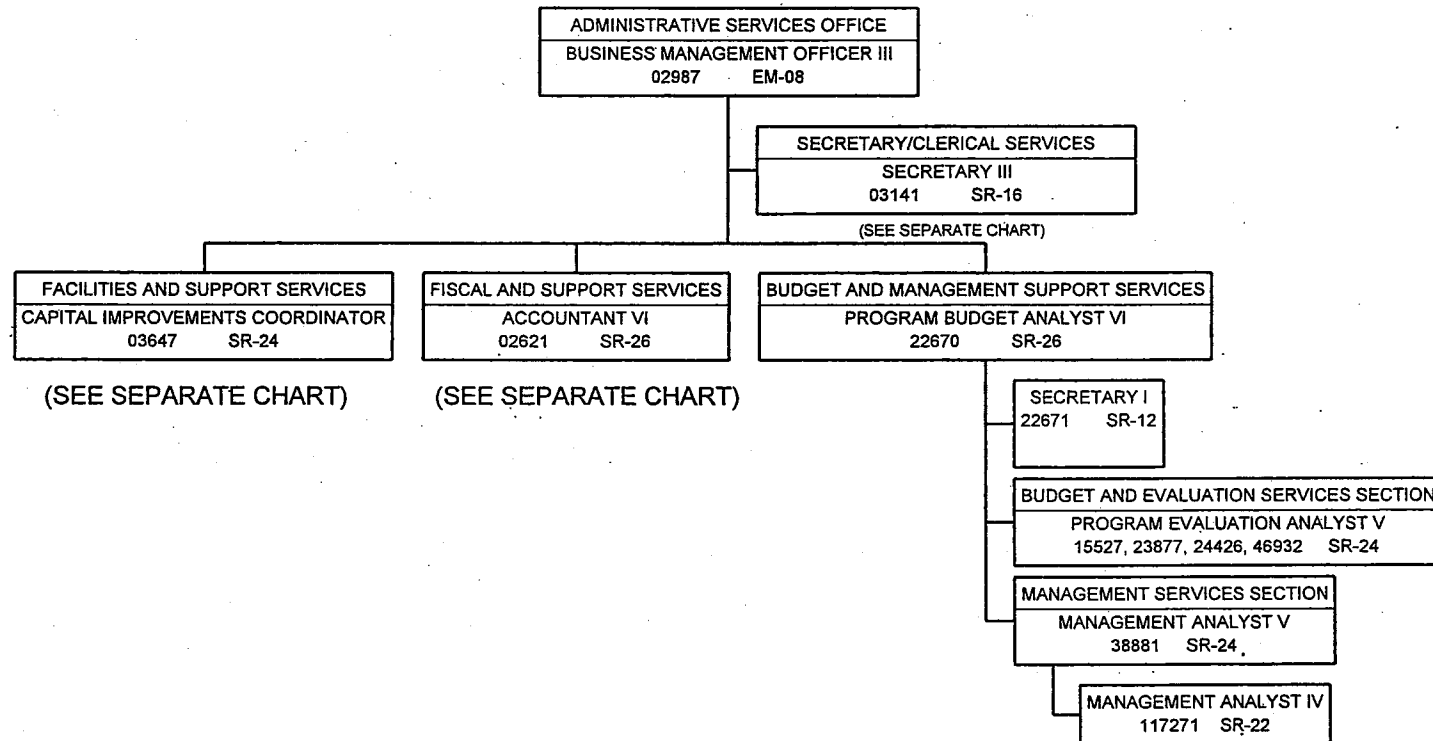 ADMINISTRATIVE SERVICES OFFICE
BUSINESS MANAGEMENT OFFICER III
02987 EM-08
SECRETARY/CLERICAL SERVICES
SECRETARY III
03141 SR-16
(SEE SEPARATE CHART)
FACILITIES AND SUPPORT SERVICES
CAPITAL IMPROVEMENTS COORDINATOR
03647 SR-24
(SEE SEPARATE CHART)
FISCAL AND SUPPORT SERVICES
ACCOUNTANT VI
02621 SR-26
(SEE SEPARATE CHART)
BUDGET AND MANAGEMENT SUPPORT SERVICES
PROGRAM BUDGET ANALYST VI
22670 SR-26
SECRETARY I
22671 SR-12
BUDGET AND EVALUATION SERVICES SECTION
PROGRAM EVALUATION ANALYST V
15527, 23877, 24426, 46932 SR-24
MANAGEMENT SERVICES SECTION
MANAGEMENT ANALYST V
38881 SR-24
MANAGEMENT ANALYST IV
117271 SR-22